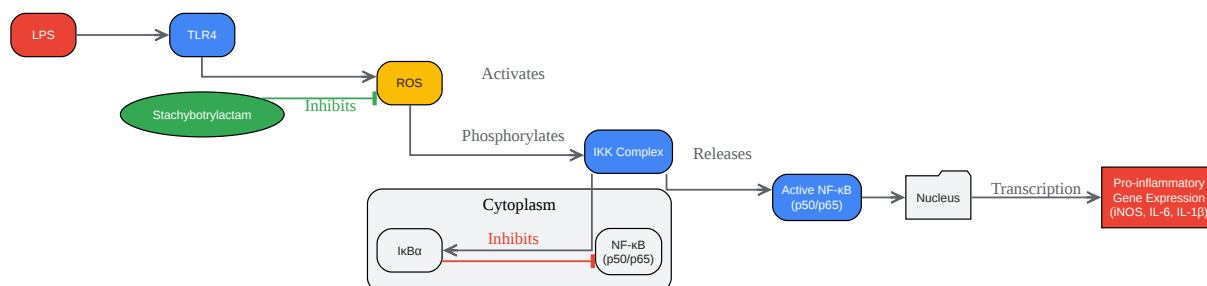 LPS
TLR4
ROS
Activates
Stachybotrylactam
Inhibits
Phosphorylates
IKK Complex
Releases
Active NF-κB
(p50/p65)
Nucleus
Transcription
Pro-inflammatory
Gene Expression
(iNOS, IL-6, IL-1β)
Cytoplasm
IκBα
Inhibits
NF-κB
(p50/p65)